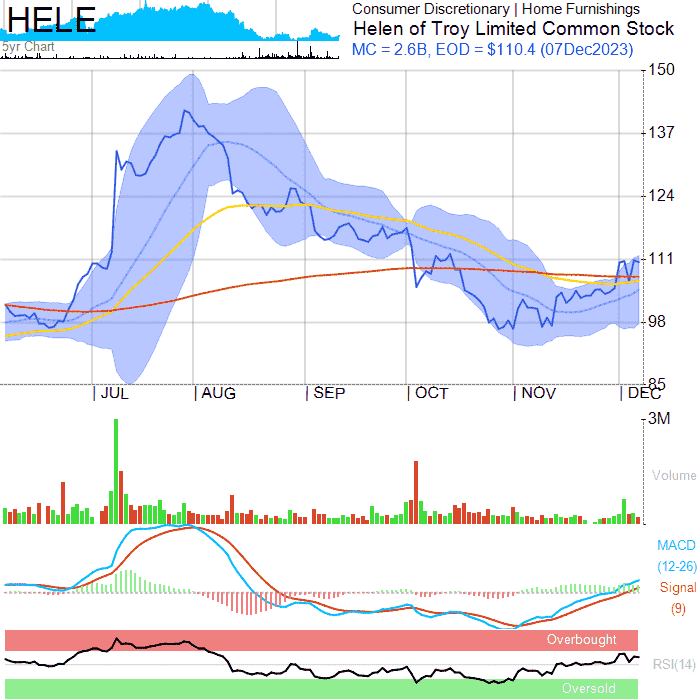 HELE
5yr Chart
Consumer Discretionary | Home Furnishings
Helen of Troy Limited Common Stock
MC = 2.6B, EOD = $110.4 (07Dec2023)
150
137
124
111
98
85
JUL AUG SEP OCT NOV DEC
3M
Volume
MACD
(12-26)
Signal
(9)
Overbought
RSI(14)
Oversold